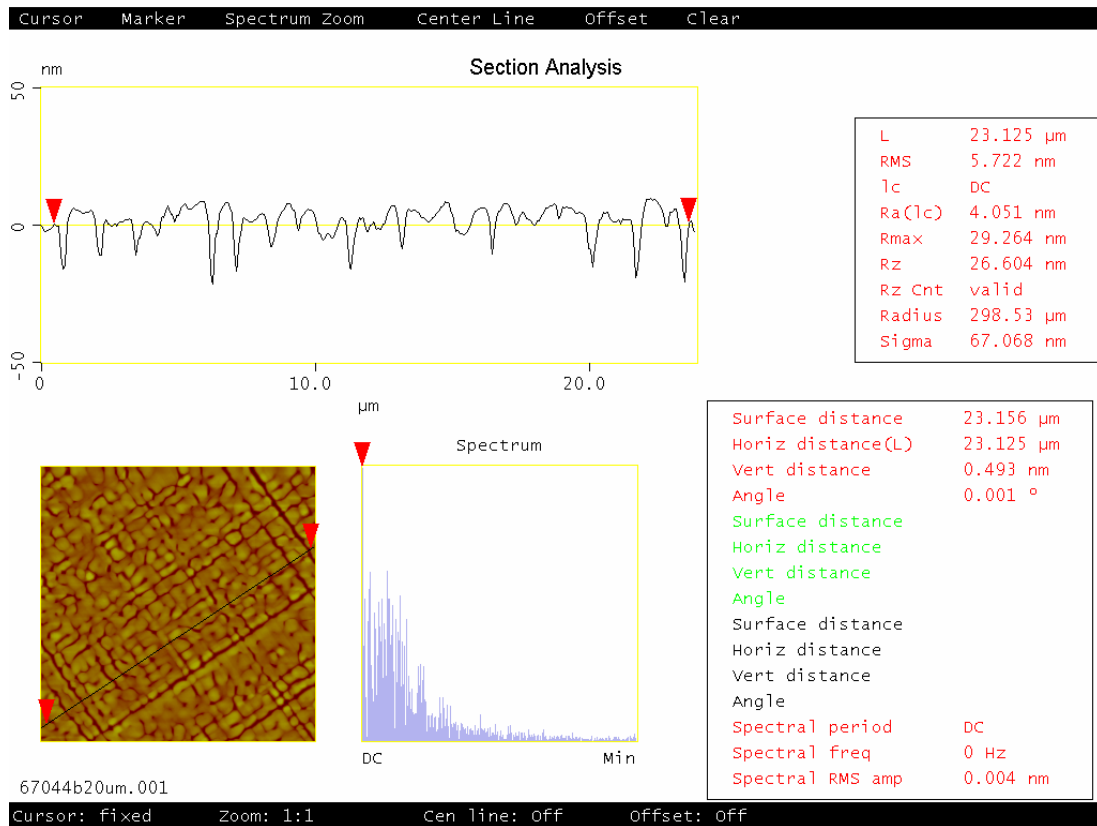 Cursor Marker Spectrum Zoom Center Line Offset Clear
nm
Section Analysis
50
0
-50
0 10.0 20.0
µm
L 23.125 µm
RMS 5.722 nm
lc DC
Ra(lc) 4.051 nm
Rmax 29.264 nm
Rz 26.604 nm
Rz Cnt valid
Radius 298.53 µm
Sigma 67.068 nm
Spectrum
DC Min
Surface distance 23.156 µm
Horiz distance(L) 23.125 µm
Vert distance 0.493 nm
Angle 0.001 º
Surface distance
Horiz distance
Vert distance
Angle
Surface distance
Horiz distance
Vert distance
Angle
Spectral period DC
Spectral freq 0 Hz
Spectral RMS amp 0.004 nm
67044b20um.001
Cursor: fixed Zoom: 1:1 Cen line: Off Offset: Off